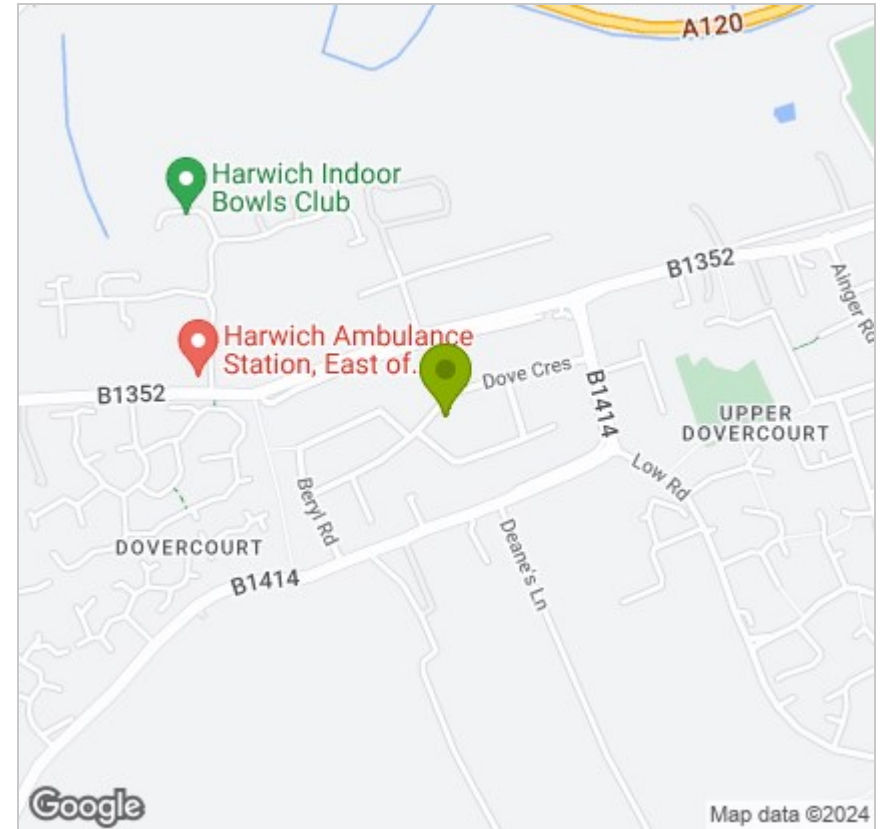 A120
Harwich Indoor
Bowls Club
B1352
Ainger Rd
Harwich Ambulance
Station, East of...
Dove Cres
B1352
B1414
UPPER
DOVERCOURT
Low Rd
Beryl Rd
DOVERCOURT
Deane's Ln
B1414
Google
Map data ©2024